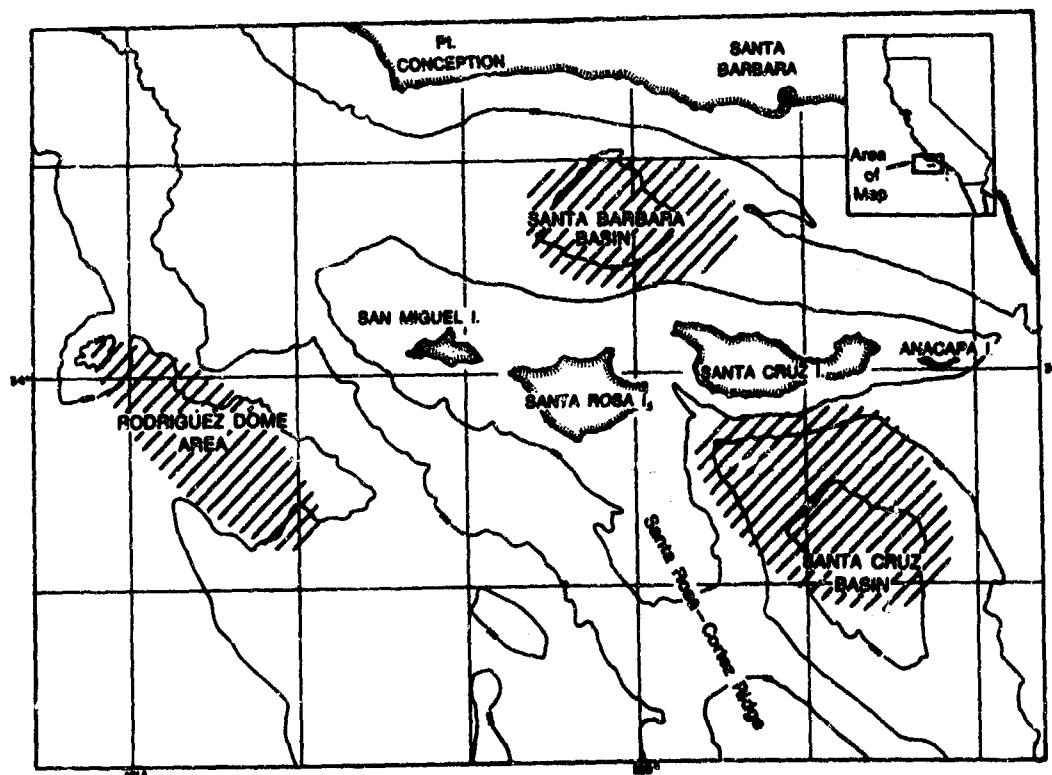 Pt.
CONCEPTION
SANTA
BARBARA
Area
of
Map
SANTA BARBARA
BASIN
SAN MIGUEL I.
SANTA ROSA I.
SANTA CRUZ I.
ANACAPA I.
RODRIGUEZ DOME
AREA
SANTA CRUZ
BASIN
Santa Rosa-Cortez Ridge